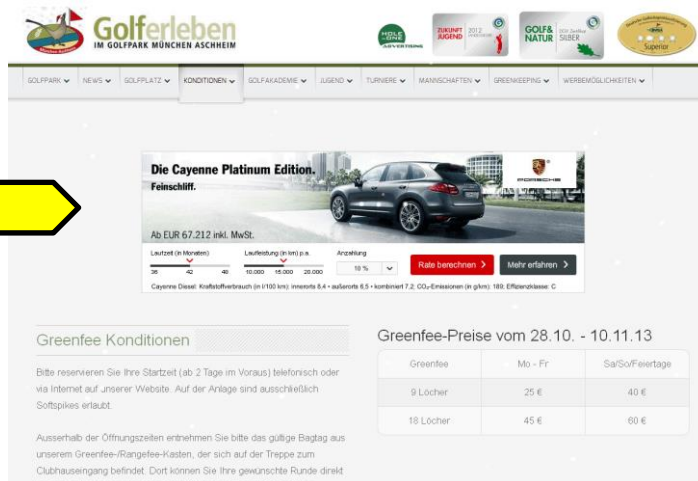 Golferleben
IM GOLFPARK MÜNCHEN ASCHHEIM
HOLE
ONE
ADVERTISING
ZUKUNFT 2012
JUGEND
GOLF&
NATUR
DGV-Zertifikat
SILBER
Superior
GOLFPARK NEWS GOLFPLATZ KONDITIONEN GOLFAKADEMIE JUGEND TURNIERE MANNSCHAFTEN GREENKEEPING WERBEMÖGLICHKEITEN
Die Cayenne Platinum Edition.
Feinschliff.
PORSCHE
Ab EUR 67.212 inkl. MwSt.
Laufzeit (in Monaten) Laufleistung (in km) p.a. Anzahlung
36 42 48 10.000 15.000 20.000 10 % Rate berechnen Mehr erfahren
Cayenne Diesel: Kraftstoffverbrauch (in l/100 km): innerorts 8,4 • außerorts 6,5 • kombiniert 7,2; CO₂-Emissionen (in g/km): 189; Effizienzklasse: C
Greenfee Konditionen
Bitte reservieren Sie Ihre Startzeit (ab 2 Tage im Voraus) telefonisch oder
via Internet auf unserer Website. Auf der Anlage sind ausschließlich
Softspikes erlaubt.
Ausserhalb der Öffnungszeiten entnehmen Sie bitte das gültige Bagtag aus
unserem Greenfee-/Rangefee-Kasten, der sich auf der Treppe zum
Clubhauseingang befindet. Dort können Sie Ihre gewünschte Runde direkt
Greenfee-Preise vom 28.10. - 10.11.13
Greenfee Mo - Fr Sa/So/Feiertage
9 Löcher 25 € 40 €
18 Löcher 45 € 60 €